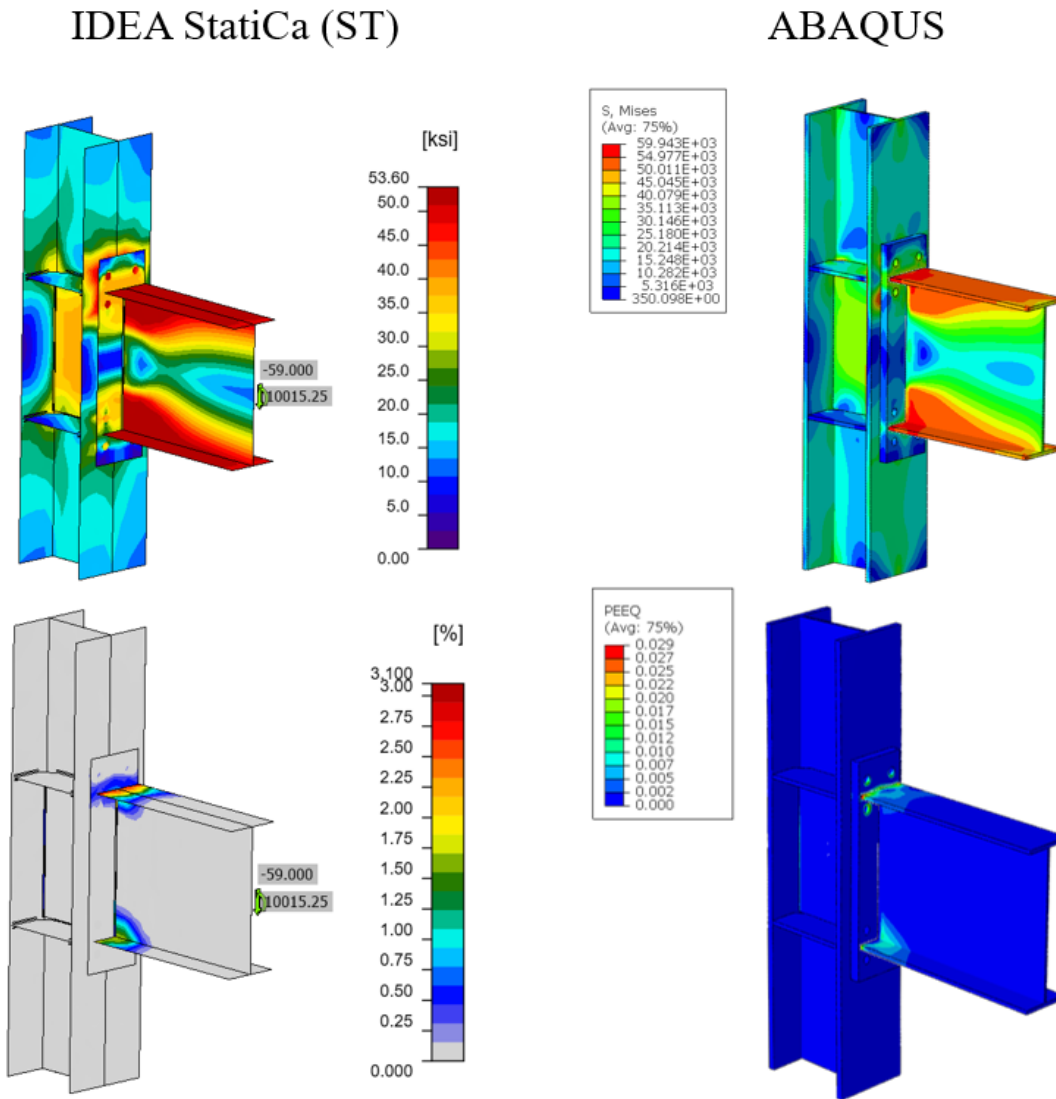 IDEA StatiCa (ST)
ABAQUS
[ksi]
53.60
50.0
45.0
40.0
35.0
30.0
25.0
20.0
15.0
10.0
5.0
0.00
-59.000
10015.25
S, Mises
(Avg: 75%)
59.943E+03
54.977E+03
50.011E+03
45.045E+03
40.079E+03
35.113E+03
30.146E+03
25.180E+03
20.214E+03
15.248E+03
10.282E+03
5.316E+03
350.098E+00
[%]
3.100
3.00
2.75
2.50
2.25
2.00
1.75
1.50
1.25
1.00
0.75
0.50
0.25
0.000
-59.000
10015.25
PEEQ
(Avg: 75%)
0.029
0.027
0.025
0.022
0.020
0.017
0.015
0.012
0.010
0.007
0.005
0.002
0.000